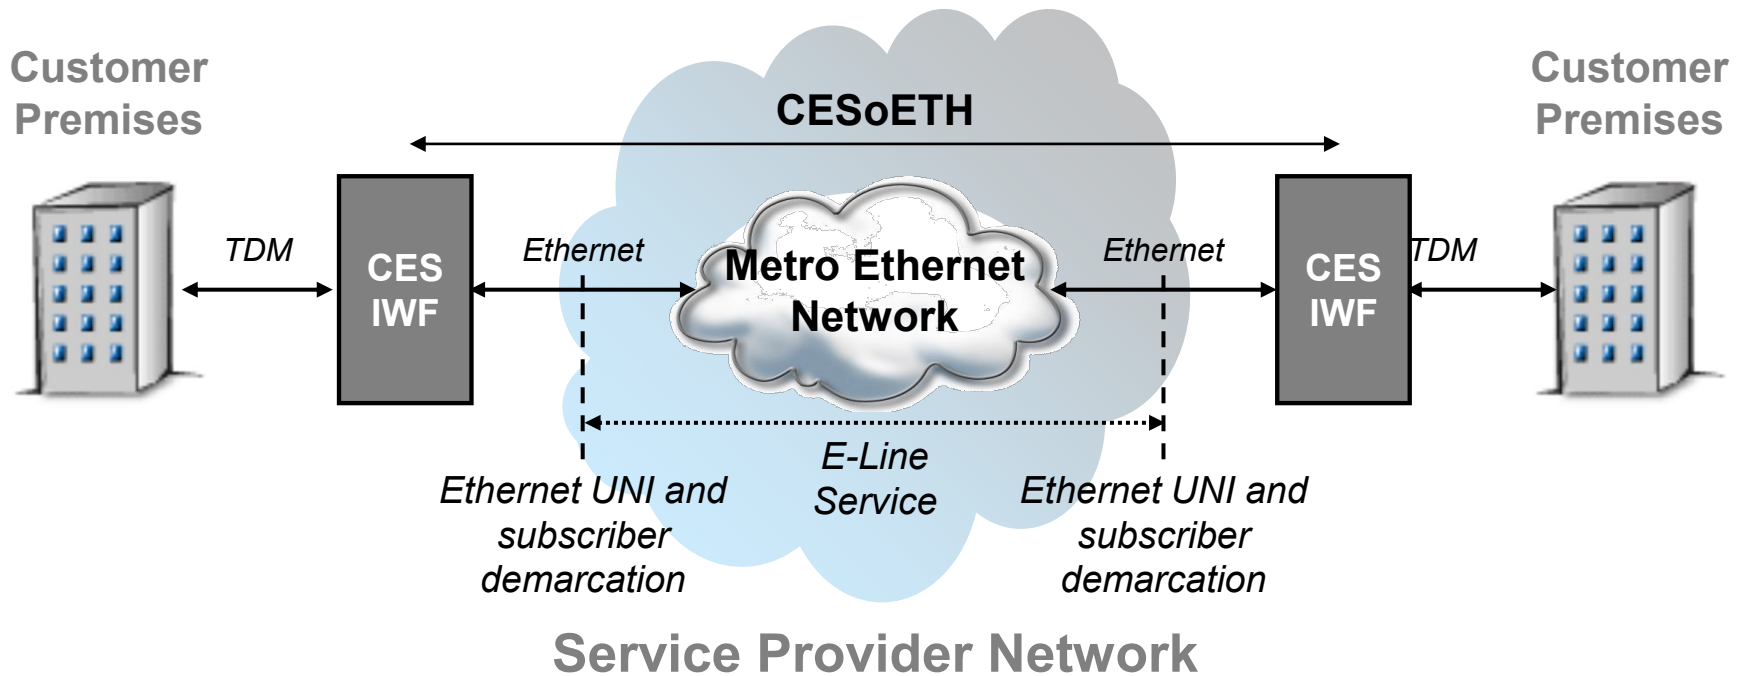 Customer
Premises
CESoETH
Customer
Premises
TDM
CES
IWF
Ethernet
Metro Ethernet
Network
Ethernet
CES
IWF
TDM
E-Line
Service
Ethernet UNI and
subscriber
demarcation
Ethernet UNI and
subscriber
demarcation
Service Provider Network